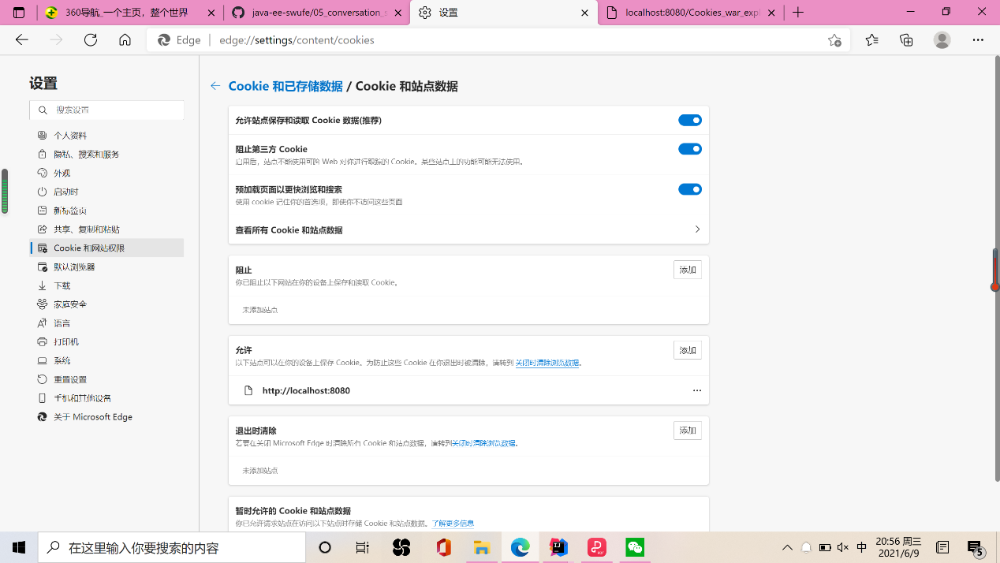 360导航_一个主页，整个世界
java-ee-swufe/05_conversation_s
设置
localhost:8080/Cookies_war_expl
Edge
edge://settings/content/cookies
设置
搜索设置
个人资料
隐私、搜索和服务
外观
启动时
新标签页
共享、复制和粘贴
Cookie 和网站权限
默认浏览器
下载
家庭安全
语言
打印机
系统
重置设置
手机和其他设备
关于 Microsoft Edge
Cookie 和已存储数据 / Cookie 和站点数据
允许站点保存和读取 Cookie 数据(推荐)
阻止第三方 Cookie
启用后，站点不能使用可跨 Web 对你进行跟踪的 Cookie。某些站点上的功能可能无法使用。
预加载页面以更快浏览和搜索
使用 cookie 记住你的首选项，即使你不访问这些页面
查看所有 Cookie 和站点数据
阻止
添加
你已阻止以下网站在你的设备上保存和读取 Cookie。
未添加站点
允许
添加
以下站点可以在你的设备上保存 Cookie。为防止这些 Cookie 在你退出时被清除，请转到 关闭时清除浏览数据。
http://localhost:8080
退出时清除
添加
若要在关闭 Microsoft Edge 时清除所有 Cookie 和站点数据，请转到关闭时清除浏览数据。
未添加站点
暂时允许的 Cookie 和站点数据
你已允许请求站点在访问以下站点时存储 Cookie 和站点数据。了解更多信息
在这里输入你要搜索的内容
中
20:56 周三
2021/6/9
5